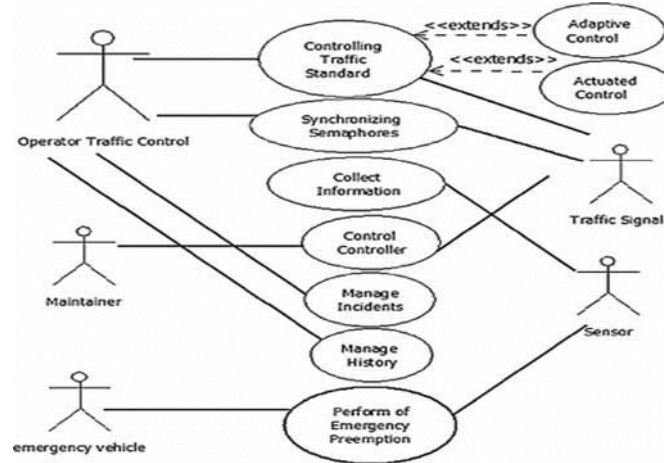 <<extends>>
Adaptive
Control
Controlling
Traffic
Standard
<<extends>>
Actuated
Control
Operator Traffic Control
Synchronizing
Semaphores
Collect
Information
Traffic Signal
Control
Controller
Maintainer
Manage
Incidents
Sensor
Manage
History
Perform of
Emergency
Preemption
emergency vehicle